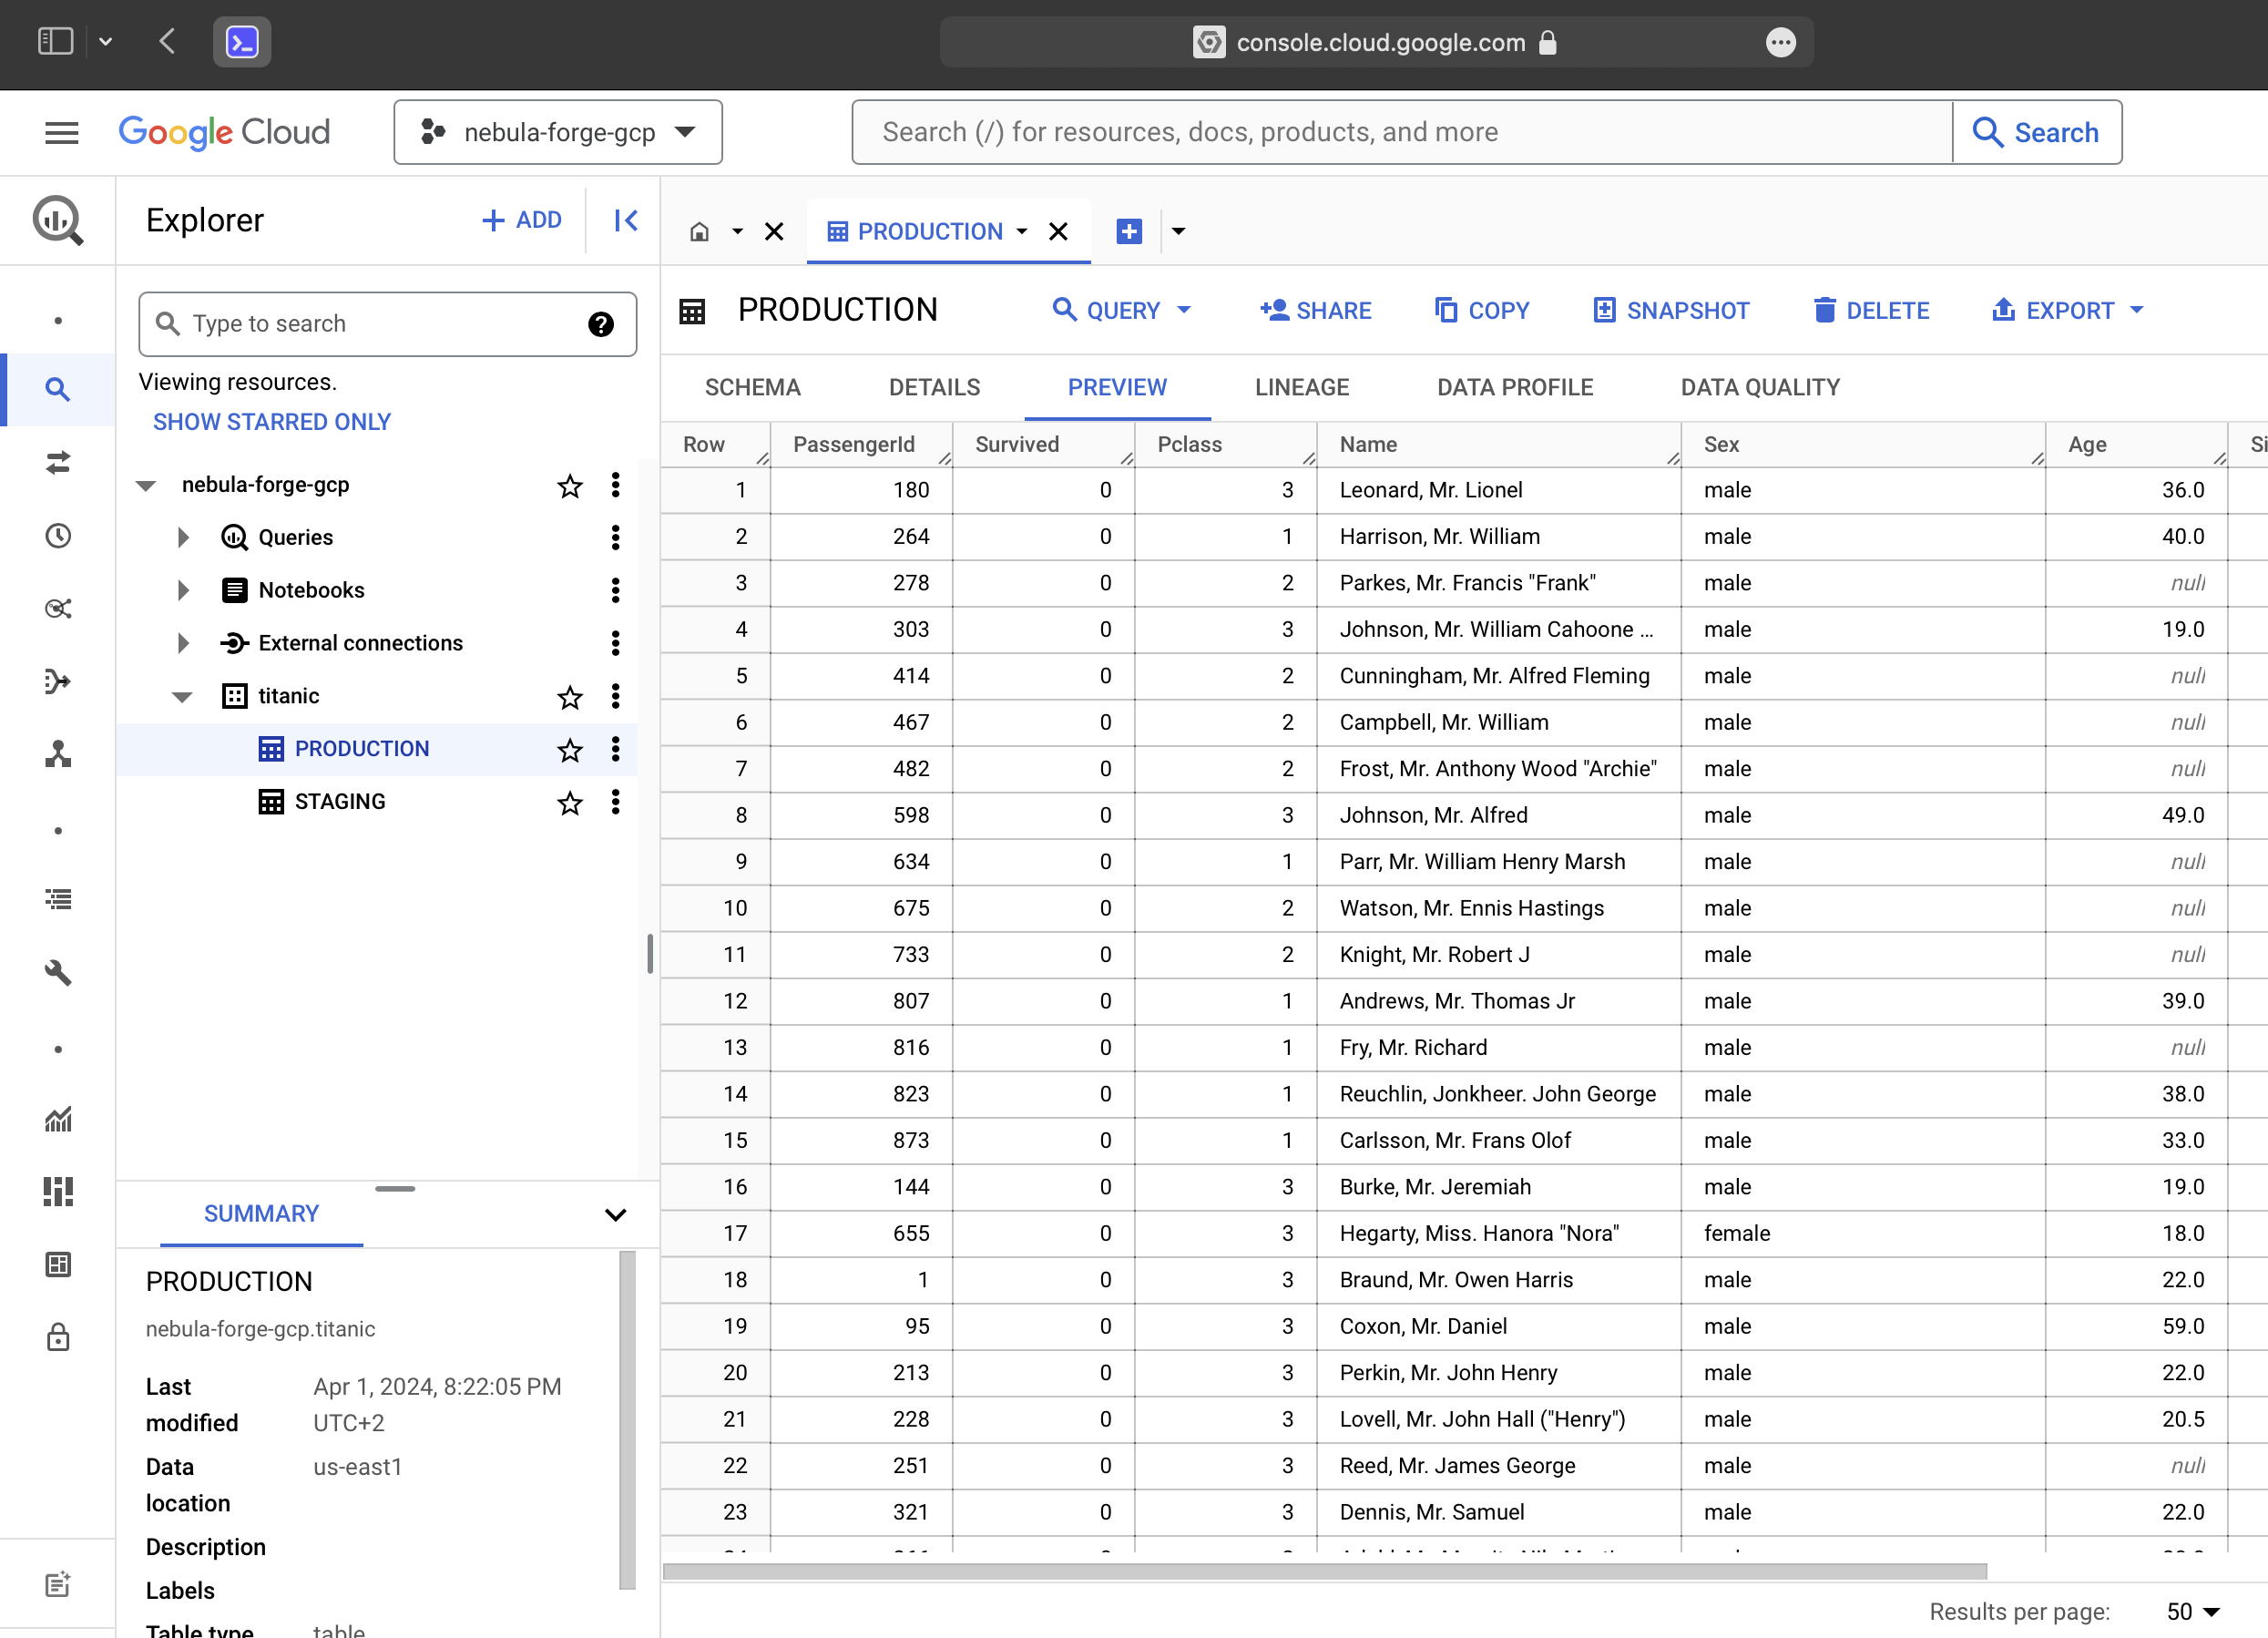 console.cloud.google.com
Google Cloud
nebula-forge-gcp
Search (/) for resources, docs, products, and more
Search
Explorer
ADD
Type to search
Viewing resources.
SHOW STARRED ONLY
nebula-forge-gcp
Queries
Notebooks
External connections
titanic
PRODUCTION
STAGING
SUMMARY
PRODUCTION
nebula-forge-gcp.titanic
Last modified Apr 1, 2024, 8:22:05 PM UTC+2
Data location us-east1
Description
Labels
Table type table
PRODUCTION
PRODUCTION
QUERY SHARE COPY SNAPSHOT DELETE EXPORT
SCHEMA DETAILS PREVIEW LINEAGE DATA PROFILE DATA QUALITY
Row PassengerId Survived Pclass Name Sex Age
1 180 0 3 Leonard, Mr. Lionel male 36.0
2 264 0 1 Harrison, Mr. William male 40.0
3 278 0 2 Parkes, Mr. Francis "Frank" male null
4 303 0 3 Johnson, Mr. William Cahoone ... male 19.0
5 414 0 2 Cunningham, Mr. Alfred Fleming male null
6 467 0 2 Campbell, Mr. William male null
7 482 0 2 Frost, Mr. Anthony Wood "Archie" male null
8 598 0 3 Johnson, Mr. Alfred male 49.0
9 634 0 1 Parr, Mr. William Henry Marsh male null
10 675 0 2 Watson, Mr. Ennis Hastings male null
11 733 0 2 Knight, Mr. Robert J male null
12 807 0 1 Andrews, Mr. Thomas Jr male 39.0
13 816 0 1 Fry, Mr. Richard male null
14 823 0 1 Reuchlin, Jonkheer. John George male 38.0
15 873 0 1 Carlsson, Mr. Frans Olof male 33.0
16 144 0 3 Burke, Mr. Jeremiah male 19.0
17 655 0 3 Hegarty, Miss. Hanora "Nora" female 18.0
18 1 0 3 Braund, Mr. Owen Harris male 22.0
19 95 0 3 Coxon, Mr. Daniel male 59.0
20 213 0 3 Perkin, Mr. John Henry male 22.0
21 228 0 3 Lovell, Mr. John Hall ("Henry") male 20.5
22 251 0 3 Reed, Mr. James George male null
23 321 0 3 Dennis, Mr. Samuel male 22.0
Results per page: 50